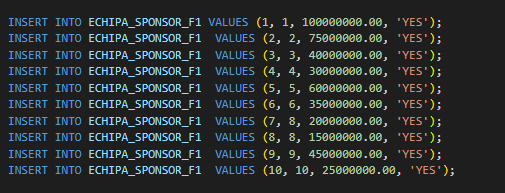 INSERT INTO ECHIPA_SPONSOR_F1 VALUES (1, 1, 100000000.00, 'YES');
INSERT INTO ECHIPA_SPONSOR_F1  VALUES (2, 2, 75000000.00, 'YES');
INSERT INTO ECHIPA_SPONSOR_F1  VALUES (3, 3, 40000000.00, 'YES');
INSERT INTO ECHIPA_SPONSOR_F1  VALUES (4, 4, 30000000.00, 'YES');
INSERT INTO ECHIPA_SPONSOR_F1  VALUES (5, 5, 60000000.00, 'YES');
INSERT INTO ECHIPA_SPONSOR_F1  VALUES (6, 6, 35000000.00, 'YES');
INSERT INTO ECHIPA_SPONSOR_F1  VALUES (7, 8, 20000000.00, 'YES');
INSERT INTO ECHIPA_SPONSOR_F1  VALUES (8, 8, 15000000.00, 'YES');
INSERT INTO ECHIPA_SPONSOR_F1  VALUES (9, 9, 45000000.00, 'YES');
INSERT INTO ECHIPA_SPONSOR_F1  VALUES (10, 10, 25000000.00, 'YES');